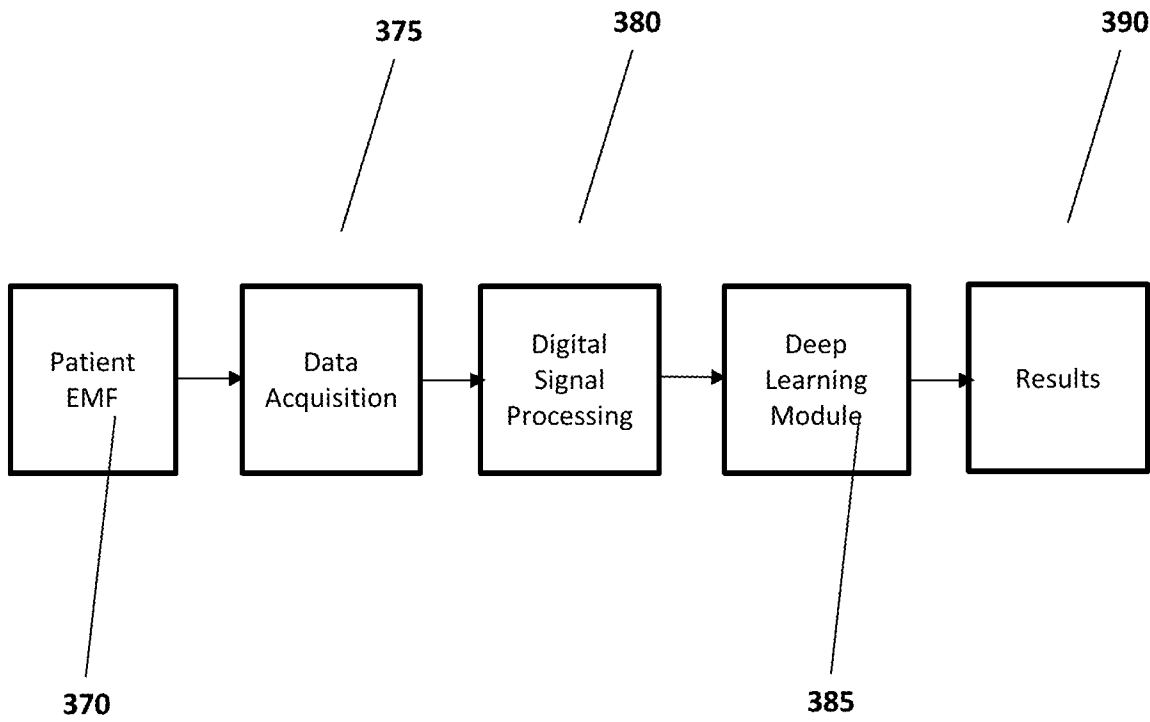 375
380
390
Patient
EMF
Data
Acquisition
Digital
Signal
Processing
Deep
Learning
Module
Results
370
385